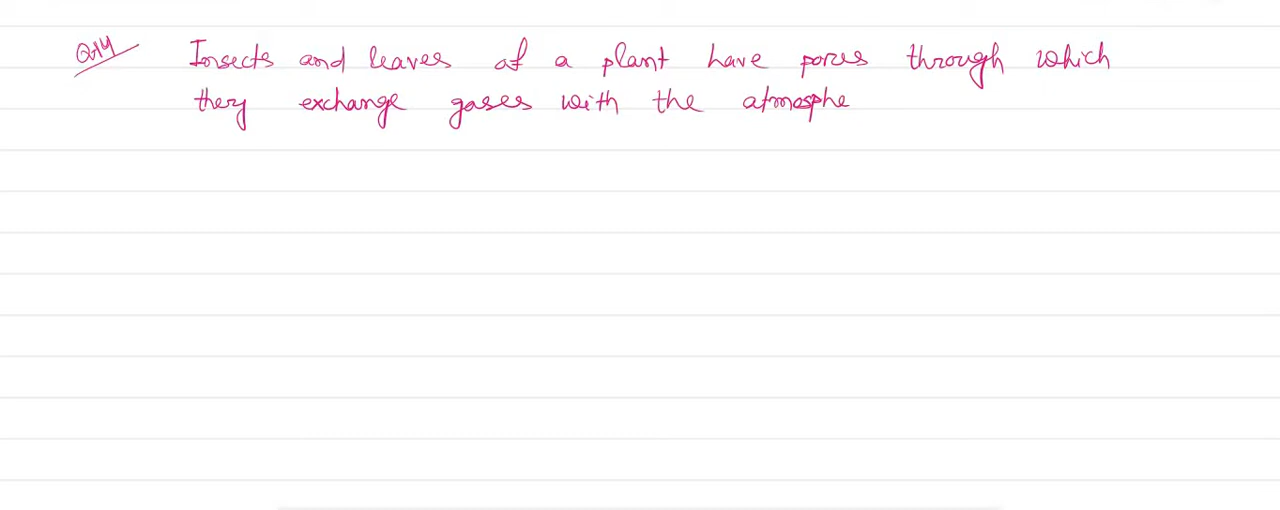 Q14 Insects and leaves of a plant have pores through which
they exchange gases with the atmosphe